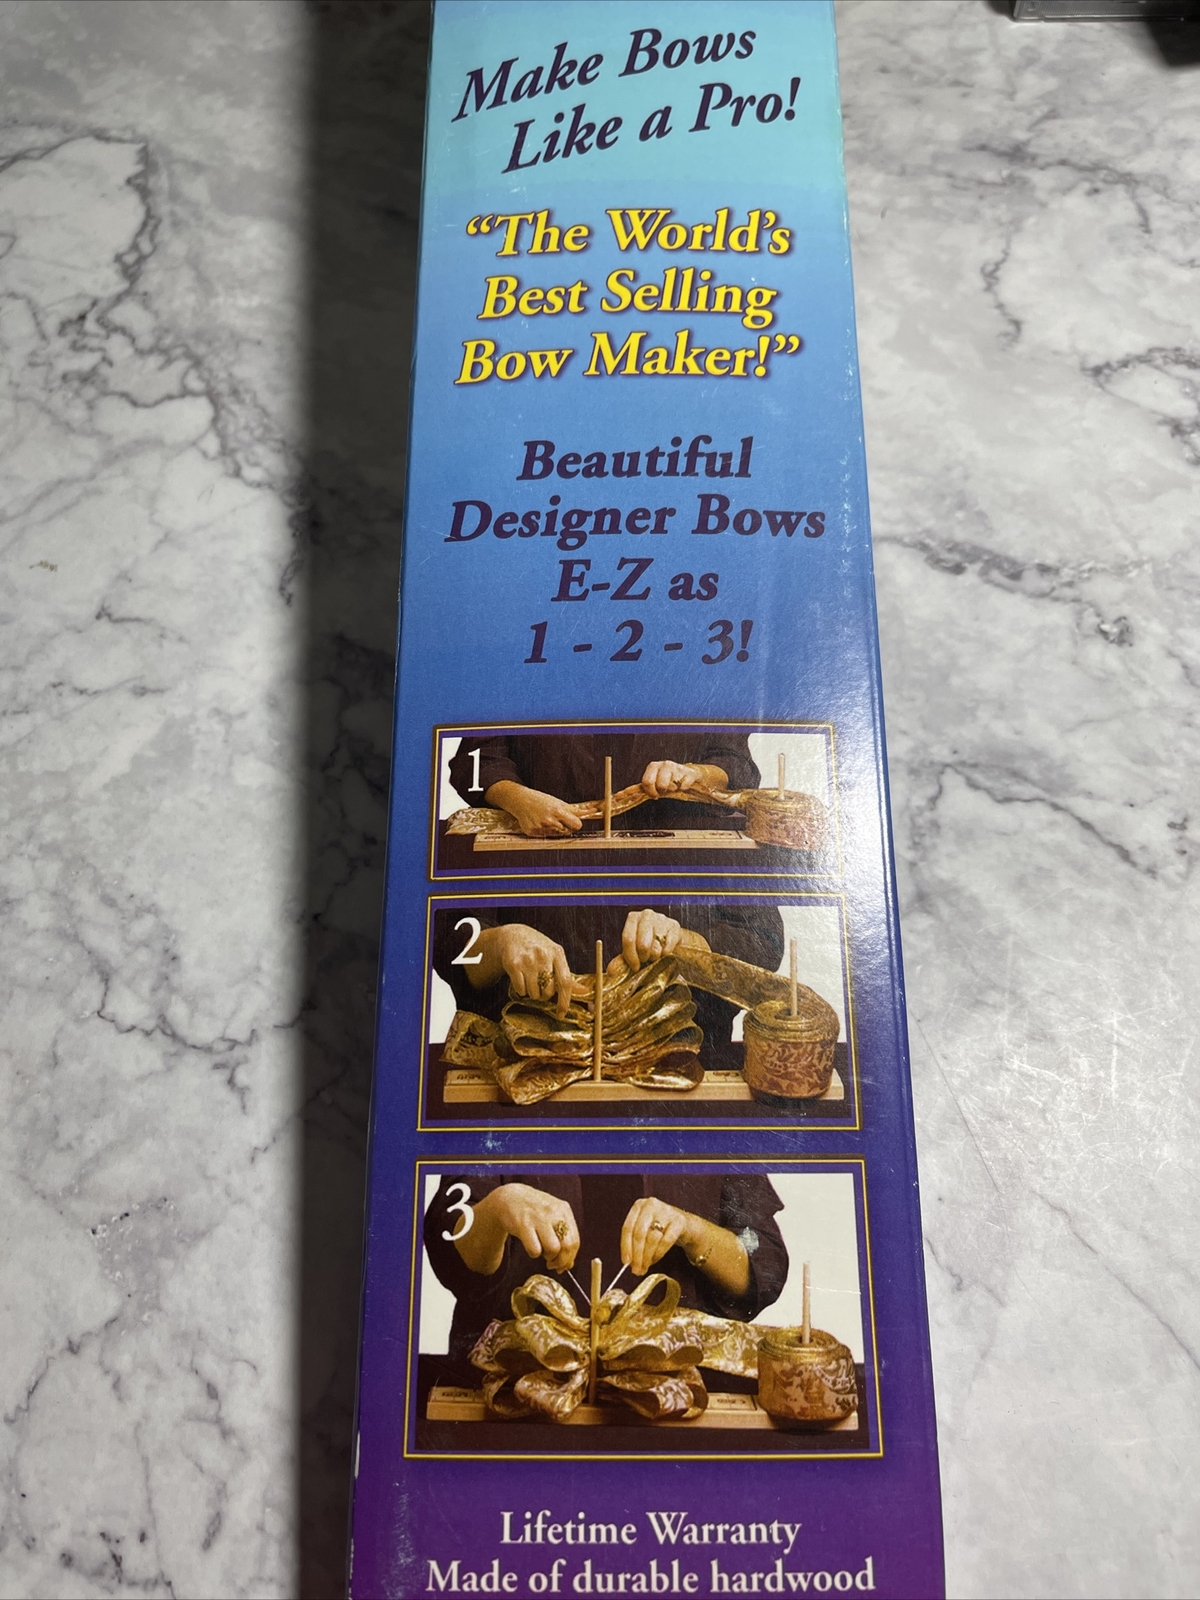 Make Bows
Like a Pro!
“The World’s
Best Selling
Bow Maker!”
Beautiful
Designer Bows
E-Z as
1 - 2 - 3!
1
2
3
Lifetime Warranty
Made of durable hardwood